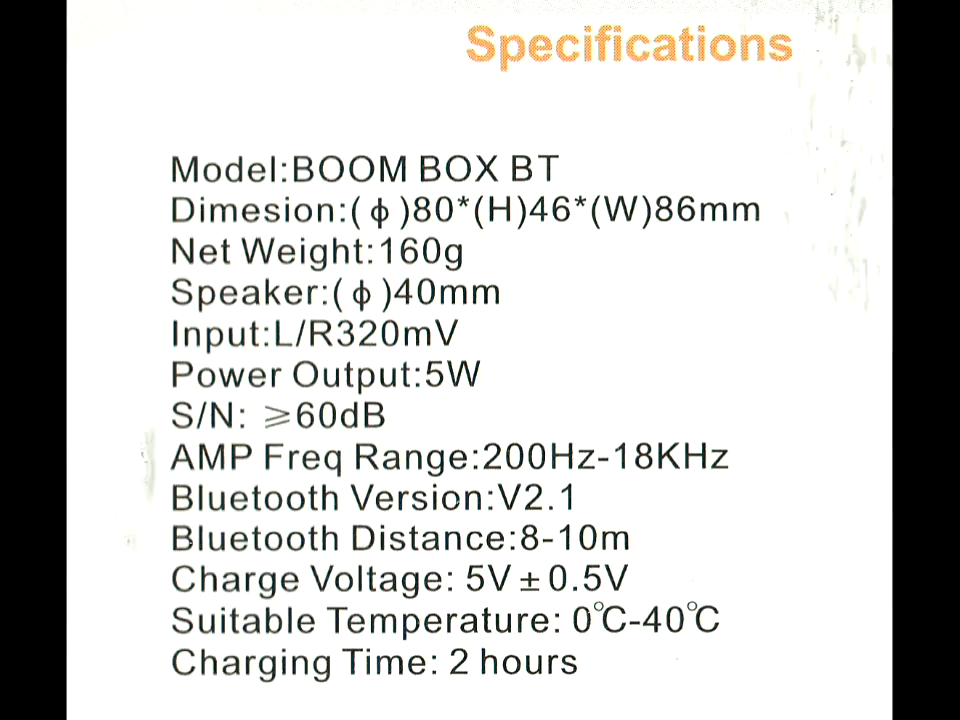 Specifications
Model:BOOM BOX BT
Dimesion:(ϕ)80*(H)46*(W)86mm
Net Weight:160g
Speaker:(ϕ)40mm
Input:L/R320mV
Power Output:5W
S/N: ⩾60dB
AMP Freq Range:200Hz-18KHz
Bluetooth Version:V2.1
Bluetooth Distance:8-10m
Charge Voltage: 5V±0.5V
Suitable Temperature: 0℃-40℃
Charging Time: 2 hours